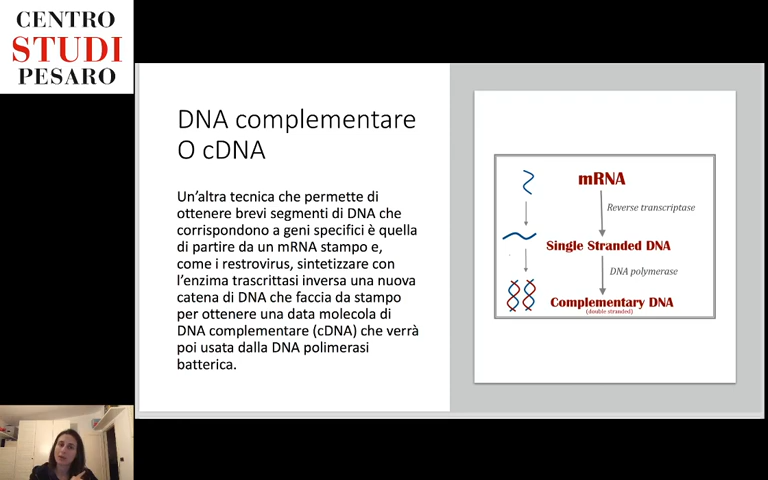 CENTRO
STUDI
PESARO
DNA complementare
O cDNA
Un'altra tecnica che permette di
ottenere brevi segmenti di DNA che
corrispondono a geni specifici è quella
di partire da un mRNA stampo e,
come i restrovirus, sintetizzare con
l'enzima trascrittasi inversa una nuova
catena di DNA che faccia da stampo
per ottenere una data molecola di
DNA complementare (cDNA) che verrà
poi usata dalla DNA polimerasi
batterica.
mRNA
Reverse transcriptase
Single Stranded DNA
DNA polymerase
Complementary DNA
(double stranded)